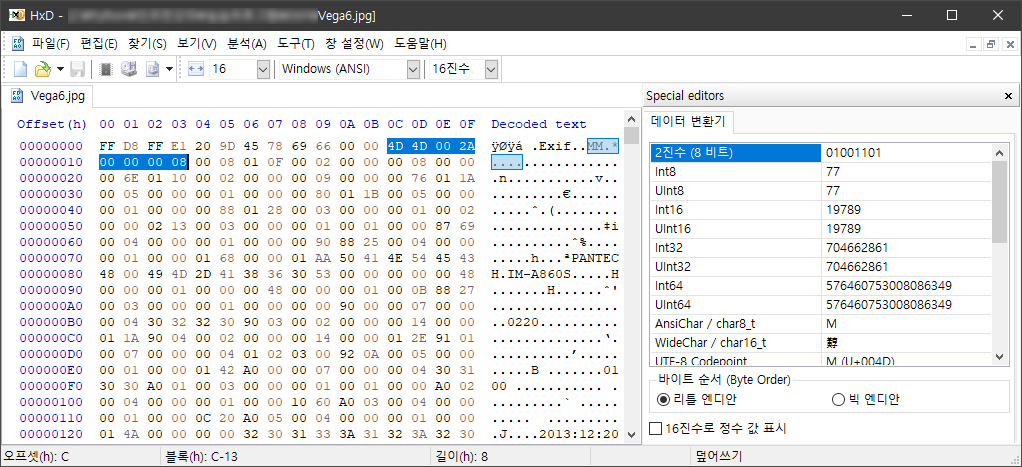 HxD - Vega6.jpg]
파일(F) 편집(E) 찾기(S) 보기(V) 분석(A) 도구(T) 창 설정(W) 도움말(H)
16 Windows (ANSI) 16진수
Vega6.jpg
Offset(h) 00 01 02 03 04 05 06 07 08 09 0A 0B 0C 0D 0E 0F Decoded text
00000000 FF D8 FF E1 20 9D 45 78 69 66 00 00 4D 4D 00 2A ÿØÿá .Exif..MM.*
00000010 00 00 00 08 00 08 01 0F 00 02 00 00 00 08 00 00 ................
00000020 00 6E 01 10 00 02 00 00 00 09 00 00 00 76 01 1A .n...........v..
00000030 00 05 00 00 00 01 00 00 00 80 01 1B 00 05 00 00 .........€......
00000040 00 01 00 00 00 88 01 28 00 03 00 00 00 01 00 02 .....ˆ.(........
00000050 00 00 02 13 00 03 00 00 00 01 00 01 00 00 87 69 ..............‡i
00000060 00 04 00 00 00 01 00 00 00 90 88 25 00 04 00 00 ..........ˆ%....
00000070 00 01 00 00 01 68 00 00 01 AA 50 41 4E 54 45 43 .....h...ªPANTEC
00000080 48 00 49 4D 2D 41 38 36 30 53 00 00 00 00 00 48 H.IM-A860S.....H
00000090 00 00 00 01 00 00 00 48 00 00 00 01 00 0B 88 27 .......H......ˆ'
000000A0 00 03 00 00 00 01 00 00 00 00 90 00 00 07 00 00 ................
000000B0 00 04 30 32 32 30 90 03 00 02 00 00 00 14 00 00 ..0220..........
000000C0 01 1A 90 04 00 02 00 00 00 14 00 00 01 2E 91 01 ..............‘.
000000D0 00 07 00 00 00 04 01 02 03 00 92 0A 00 05 00 00 ..........’.....
000000E0 00 01 00 00 01 42 A0 00 00 07 00 00 00 04 30 31 .....B .......01
000000F0 30 30 A0 01 00 03 00 00 00 01 00 01 00 00 A0 02 00 ........... .
00000100 00 04 00 00 00 01 00 00 10 60 A0 03 00 04 00 00 .........` .....
00000110 00 01 00 00 0C 20 A0 05 00 04 00 00 00 01 00 00 ..... .........
00000120 01 4A 00 00 00 00 32 30 31 33 3A 31 32 3A 32 30 .J....2013:12:20
Special editors
데이터 변환기
2진수 (8 비트) 01001101
Int8 77
UInt8 77
Int16 19789
UInt16 19789
Int32 704662861
UInt32 704662861
Int64 576460753008086349
UInt64 576460753008086349
AnsiChar / char8_t M
WideChar / char16_t
UTF-8 Codepoint M (U+004D)
바이트 순서 (Byte Order)
리틀 엔디안 빅 엔디안
16진수로 정수 값 표시
오프셋(h): C 블록(h): C-13 길이(h): 8 덮어쓰기